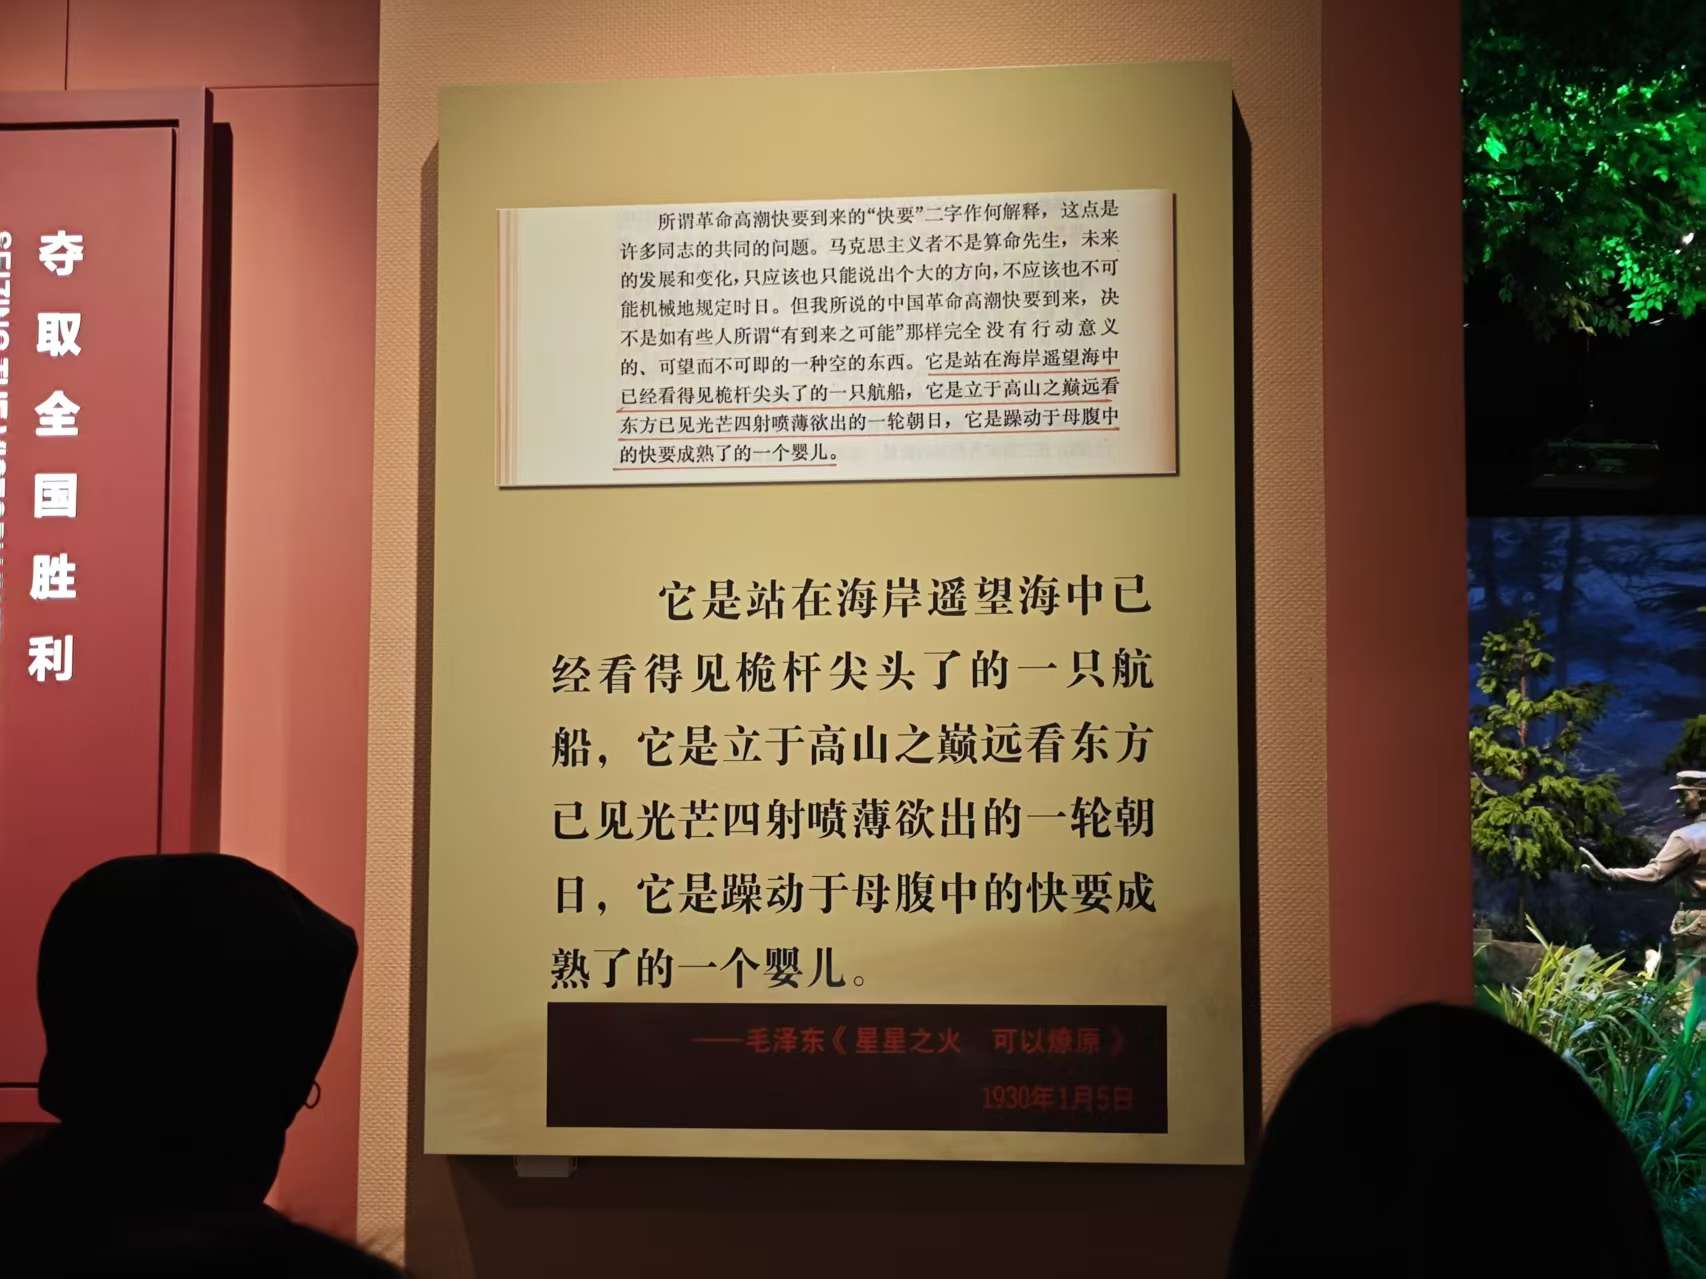 夺取全国胜利
所谓革命高潮快要到来的“快要”二字作何解释，这点是
许多同志的共同的问题。马克思主义者不是算命先生，未来
的发展和变化，只应该也只能说出个大的方向，不应该也不可
能机械地规定时日。但我所说的中国革命高潮快要到来，决
不是如有些人所谓“有到来之可能”那样完全没有行动意义
的、可望而不可即的一种空的东西。它是站在海岸遥望海中
已经看得见桅杆尖头了的一只航船，它是立于高山之巅远看
东方已见光芒四射喷薄欲出的一轮朝日，它是躁动于母腹中
的快要成熟了的一个婴儿。
它是站在海岸遥望海中已
经看得见桅杆尖头了的一只航
船，它是立于高山之巅远看东方
已见光芒四射喷薄欲出的一轮朝
日，它是躁动于母腹中的快要成
熟了的一个婴儿。
——毛泽东《星星之火 可以燎原》
1930年1月5日